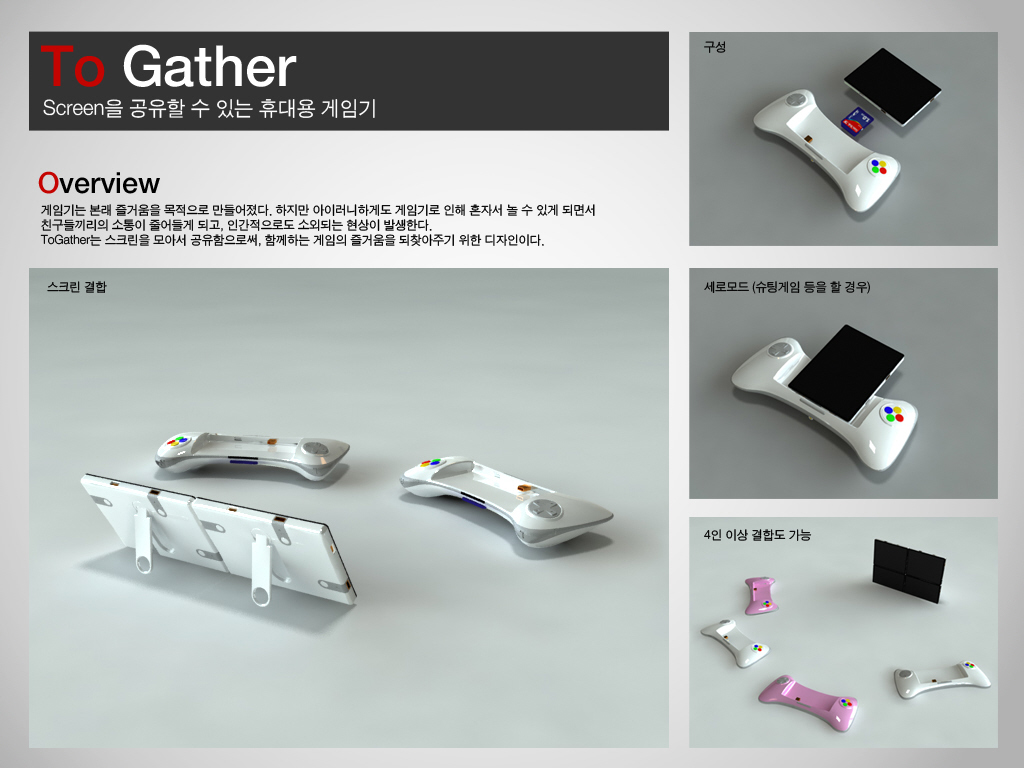 To Gather
Screen을 공유할 수 있는 휴대용 게임기
Overview
게임기는 본래 즐거움을 목적으로 만들어졌다. 하지만 아이러니하게도 게임기로 인해 혼자서 놀 수 있게 되면서
친구들끼리의 소통이 줄어들게 되고, 인간적으로도 소외되는 현상이 발생한다.
ToGather는 스크린을 모아서 공유함으로써, 함께하는 게임의 즐거움을 되찾아주기 위한 디자인이다.
스크린 결합
구성
세로모드 (슈팅게임 등을 할 경우)
4인 이상 결합도 가능